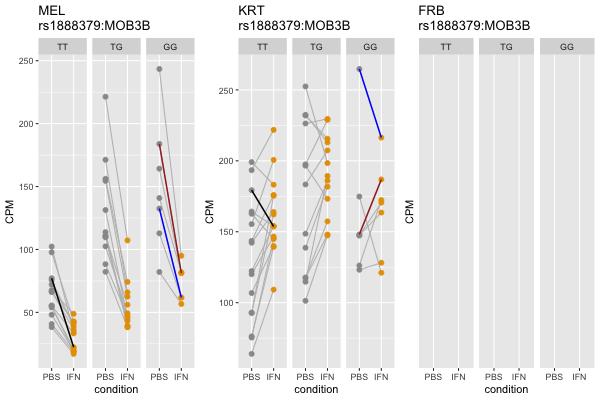 MEL
rs1888379:MOB3B
TT TG GG
CPM
250
200
150
100
50
PBS IFN PBS IFN PBS IFN
condition
KRT
rs1888379:MOB3B
TT TG GG
CPM
250
200
150
100
PBS IFN PBS IFN PBS IFN
condition
FRB
rs1888379:MOB3B
TT TG GG
CPM
PBS IFN PBS IFN PBS IFN
condition